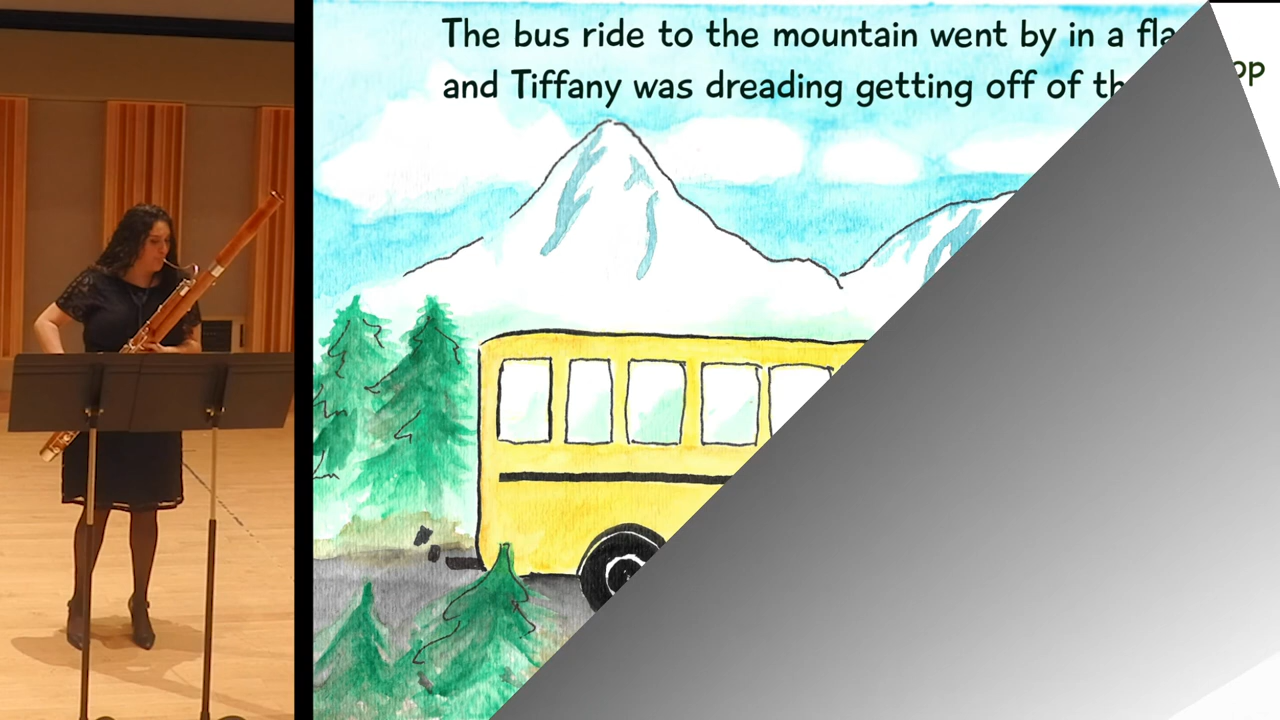 The bus ride to the mountain went by in a
and Tiffany was dreading getting off of